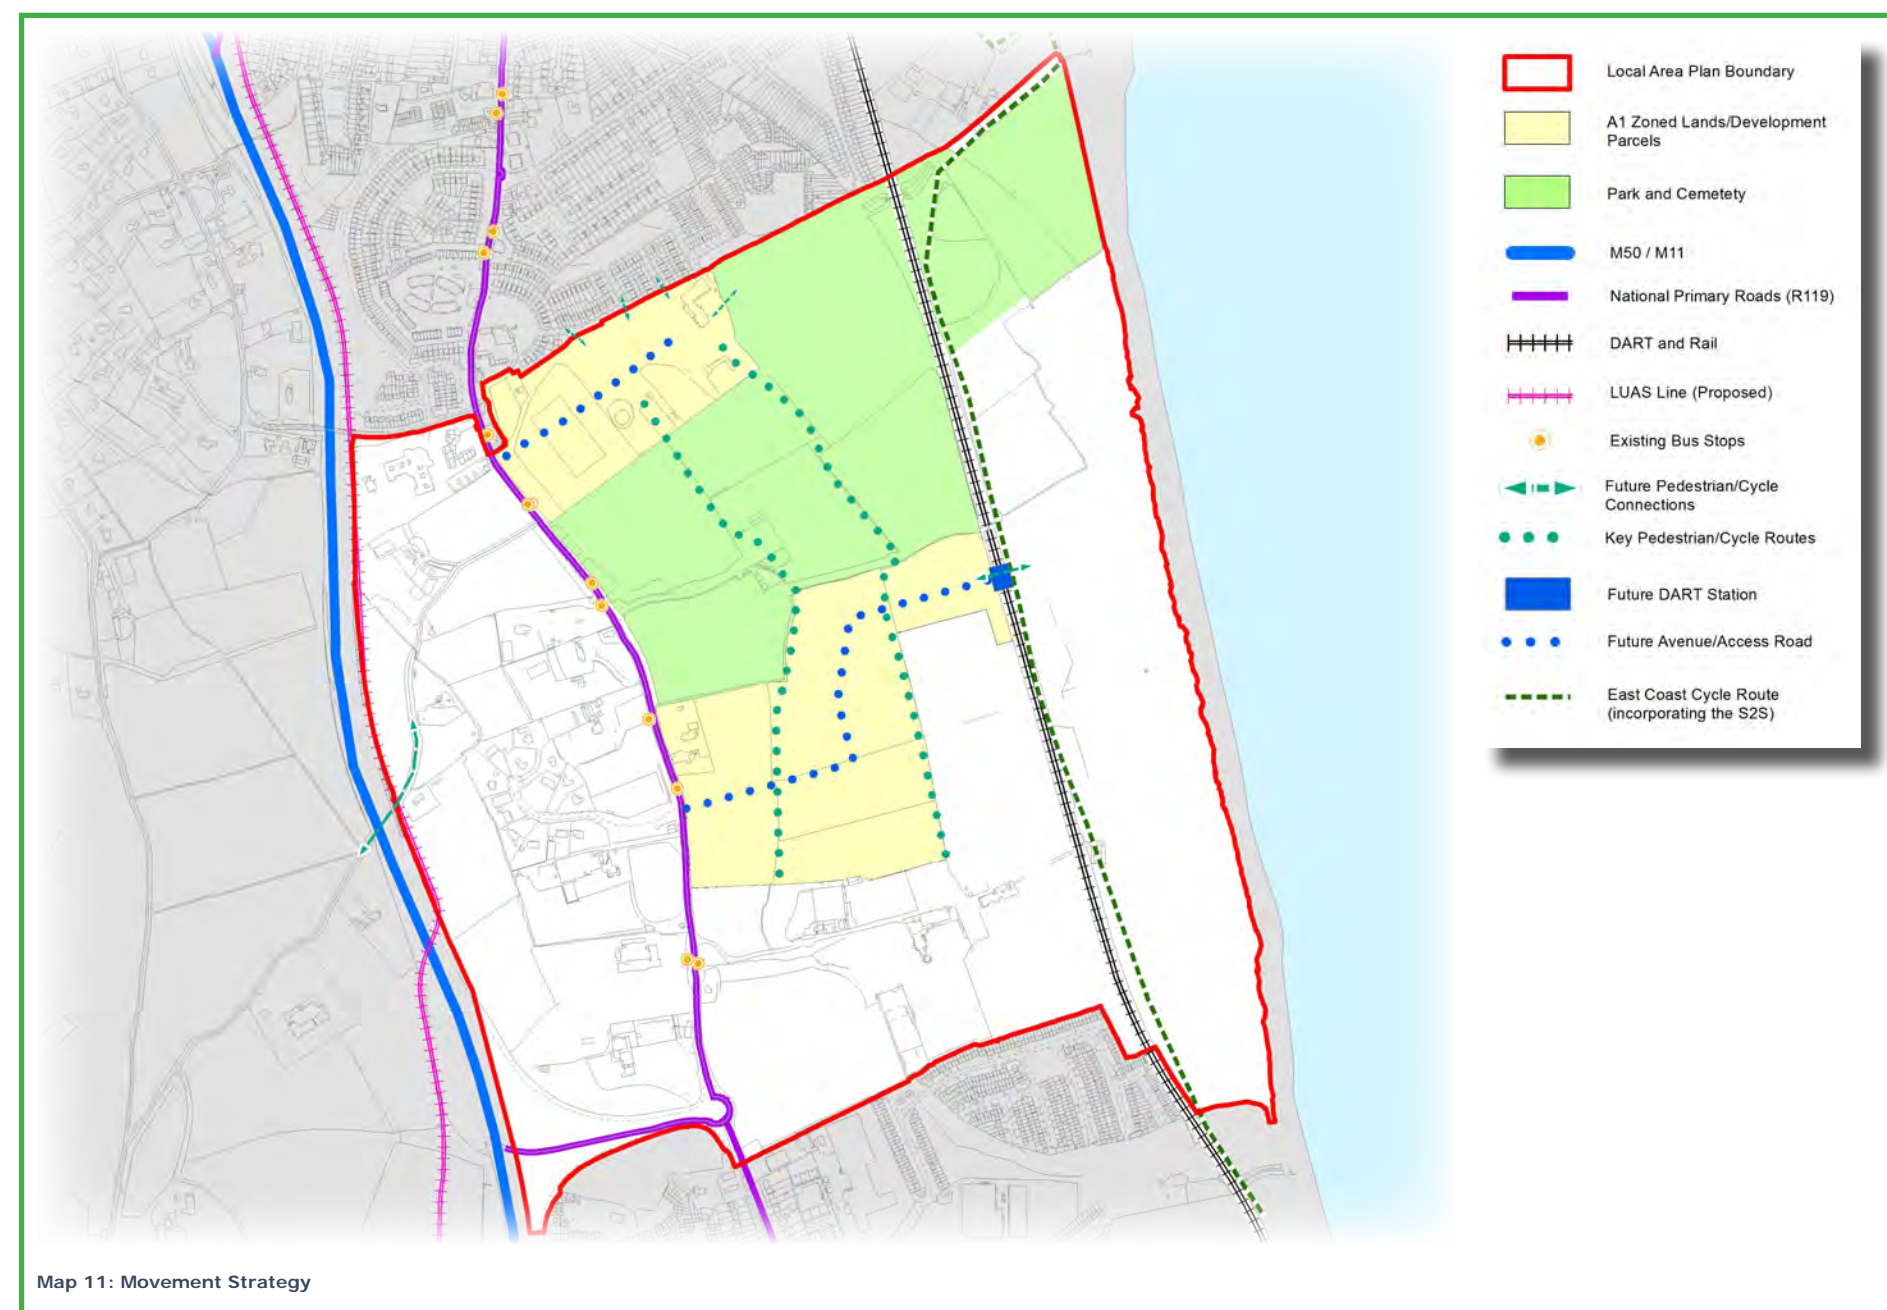 Local Area Plan Boundary
A1 Zoned Lands/Development
Parcels
Park and Cemetety
M50 / M11
National Primary Roads (R119)
DART and Rail
LUAS Line (Proposed)
Existing Bus Stops
Future Pedestrian/Cycle
Connections
Key Pedestrian/Cycle Routes
Future DART Station
Future Avenue/Access Road
East Coast Cycle Route
(incorporating the S2S)
Map 11: Movement Strategy